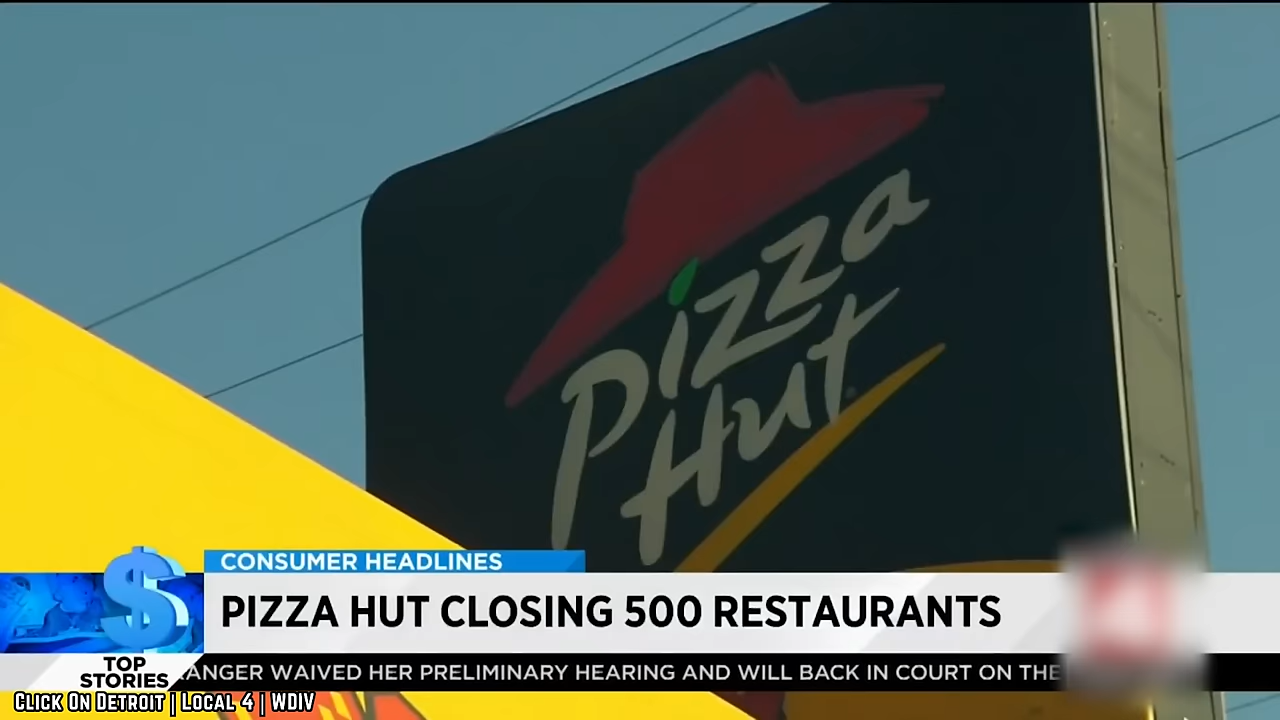 Pizza
Hut
CONSUMER HEADLINES
PIZZA HUT CLOSING 500 RESTAURANTS
TOP
STORIES
ANGER WAIVED HER PRELIMINARY HEARING AND WILL BACK IN COURT ON THE
Click On Detroit | Local 4 | WDIV